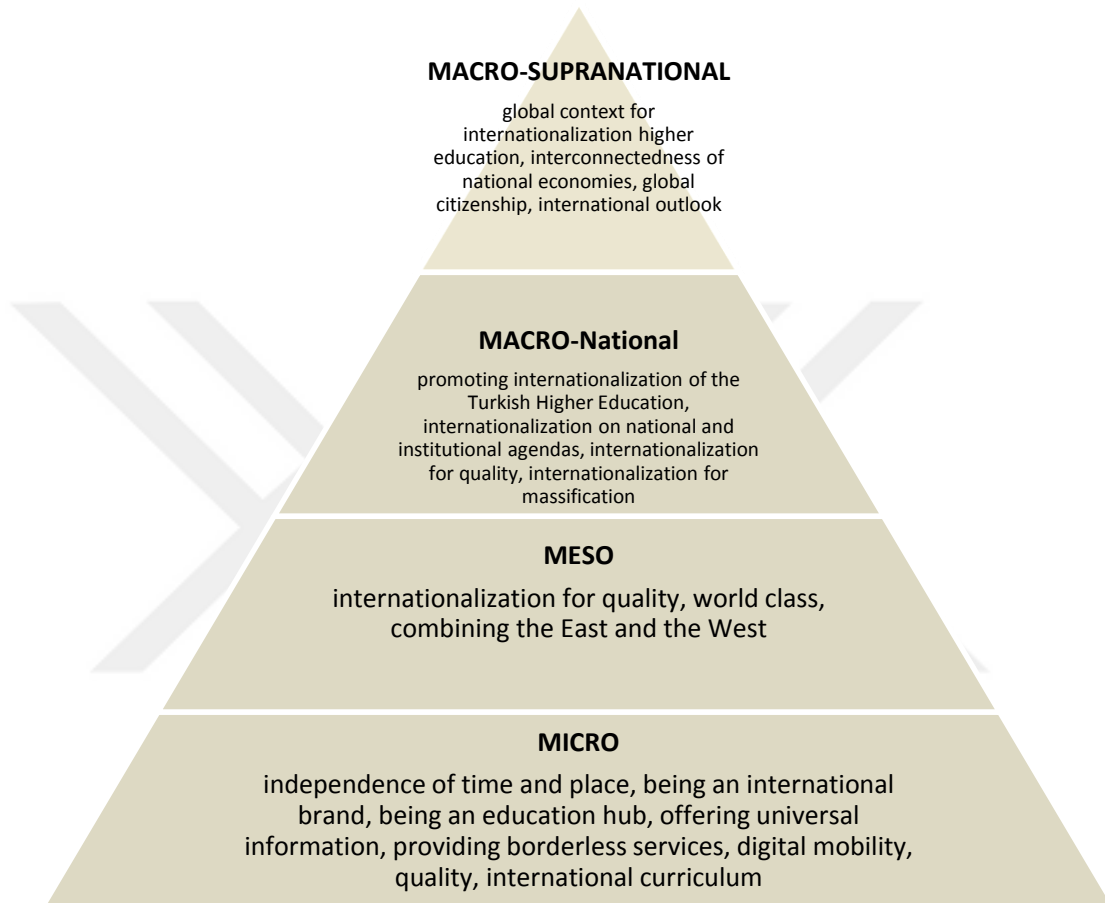 MACRO-SUPRANATIONAL
global context for
internationalization higher
education, interconnectedness of
national economies, global
citizenship, international outlook
MACRO-National
promoting internationalization of the
Turkish Higher Education,
internationalization on national and
institutional agendas, internationalization
for quality, internationalization for
massification
MESO
internationalization for quality, world class,
combining the East and the West
MICRO
independence of time and place, being an international
brand, being an education hub, offering universal
information, providing borderless services, digital mobility,
quality, international curriculum